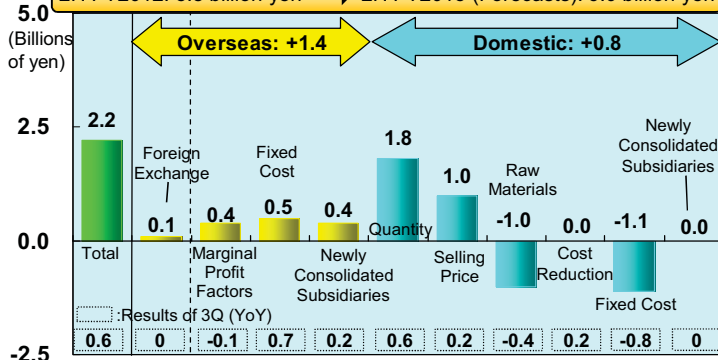 5.0
(Billions
of yen)
Overseas: +1.4
Domestic: +0.8
2.5
2.2
Foreign
Exchange
0.1
0.4
Fixed
Cost
0.5
0.4
1.8
Quantity
1.0
Raw
Materials
-1.0
0.0
-1.1
Newly
Consolidated
Subsidiaries
0.0
0.0
Total
Marginal
Profit
Factors
Newly
Consolidated
Subsidiaries
Selling
Price
Cost
Reduction
Fixed Cost
:Results of 3Q (YoY)
0.6 0 -0.1 0.7 0.2 0.6 0.2 -0.4 0.2 -0.8 0
-2.5